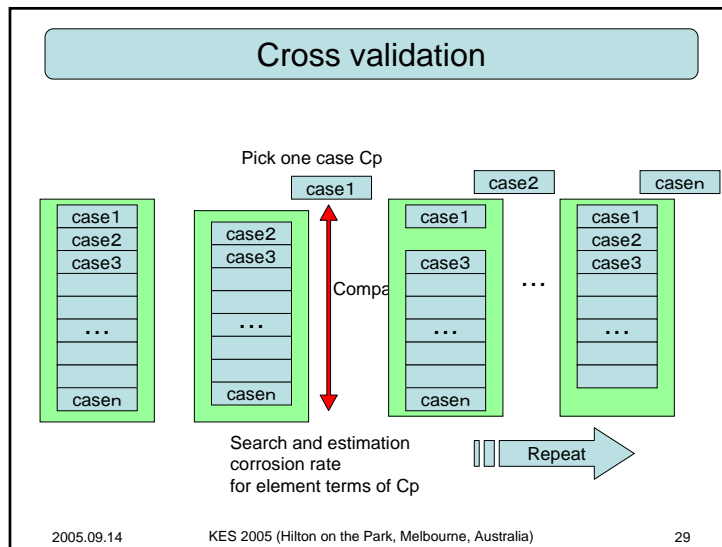 Cross validation
Pick one case Cp
case1
case2
casen
case1
case2
case3
...
casen
case2
case3
...
casen
Compa
case1
case3
...
casen
...
case1
case2
case3
...
Search and estimation
corrosion rate
for element terms of Cp
Repeat
2005.09.14
KES 2005 (Hilton on the Park, Melbourne, Australia)
29